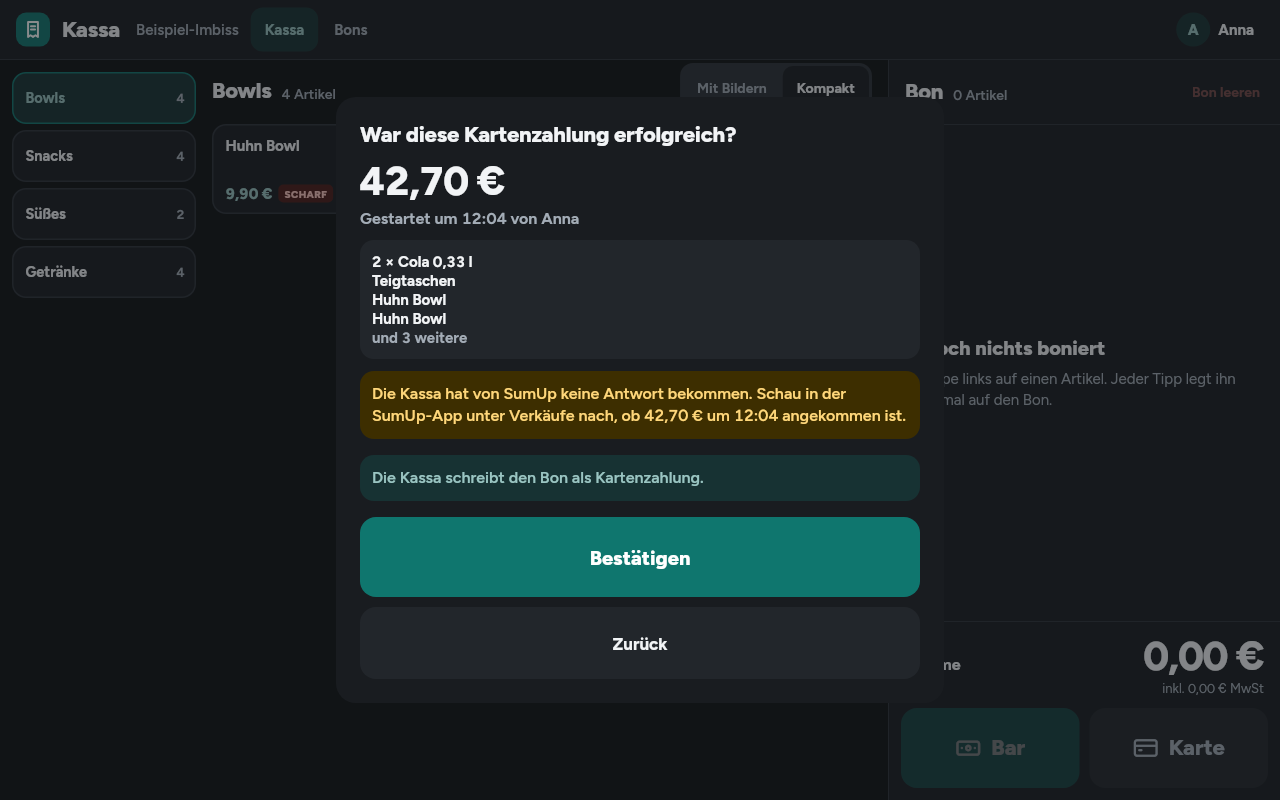 Kassa
Beispiel-Imbiss
Kassa
Bons
A
Anna
Bowls
4
Snacks
4
Süßes
2
Getränke
4
Bowls
4 Artikel
Mit Bildern
Kompakt
Huhn Bowl
9,90 €
SCHARF
War diese Kartenzahlung erfolgreich?
42,70 €
Gestartet um 12:04 von Anna
2 × Cola 0,33 l
Teigtaschen
Huhn Bowl
Huhn Bowl
und 3 weitere
Die Kassa hat von SumUp keine Antwort bekommen. Schau in der
SumUp-App unter Verkäufe nach, ob 42,70 € um 12:04 angekommen ist.
Die Kassa schreibt den Bon als Kartenzahlung.
Bestätigen
Zurück
Bon
0 Artikel
Bon leeren
nichts boniert
links auf einen Artikel. Jeder Tipp legt ihn
auf den Bon.
0,00 €
inkl. 0,00 € MwSt
Bar
Karte